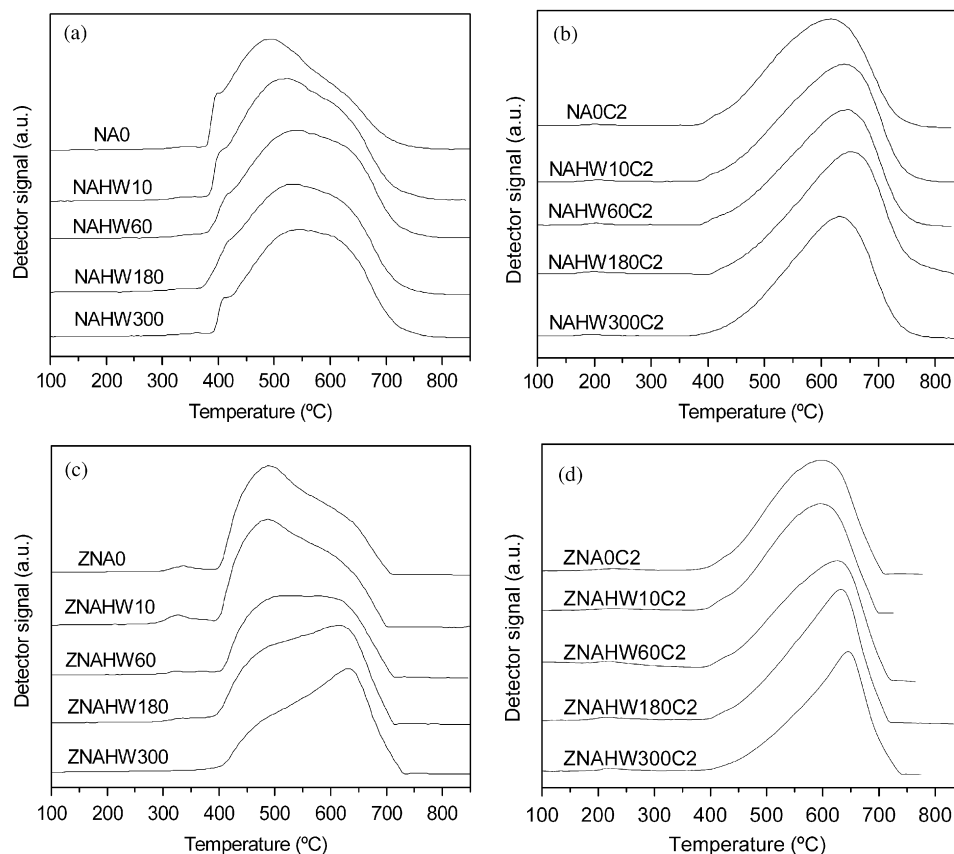 (a)
Detector signal (a.u.)
NA0
NAHW10
NAHW60
NAHW180
NAHW300
100 200 300 400 500 600 700 800
Temperature (ºC)
(b)
Detector signal (a.u.)
NA0C2
NAHW10C2
NAHW60C2
NAHW180C2
NAHW300C2
100 200 300 400 500 600 700 800
Temperature (ºC)
(c)
Detector signal (a.u.)
ZNA0
ZNAHW10
ZNAHW60
ZNAHW180
ZNAHW300
100 200 300 400 500 600 700 800
Temperature (ºC)
(d)
Detector signal (a.u.)
ZNA0C2
ZNAHW10C2
ZNAHW60C2
ZNAHW180C2
ZNAHW300C2
100 200 300 400 500 600 700 800
Temperature (ºC)